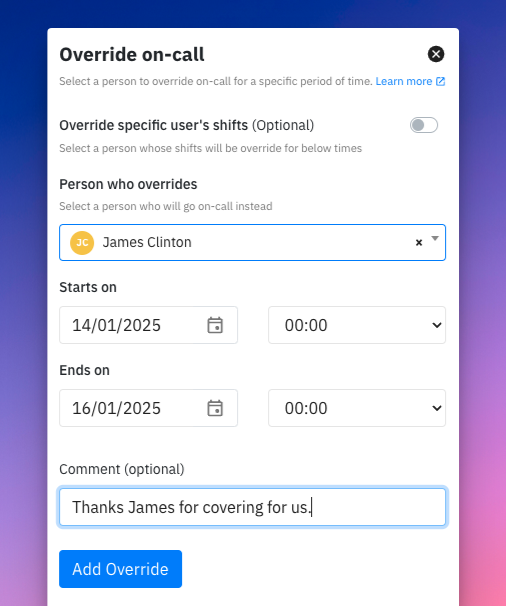 Override on-call
Select a person to override on-call for a specific period of time. Learn more
Override specific user's shifts (Optional)
Select a person whose shifts will be override for below times
Person who overrides
Select a person who will go on-call instead
JC James Clinton ×
Starts on
14/01/2025 00:00
Ends on
16/01/2025 00:00
Comment (optional)
Thanks James for covering for us.
Add Override